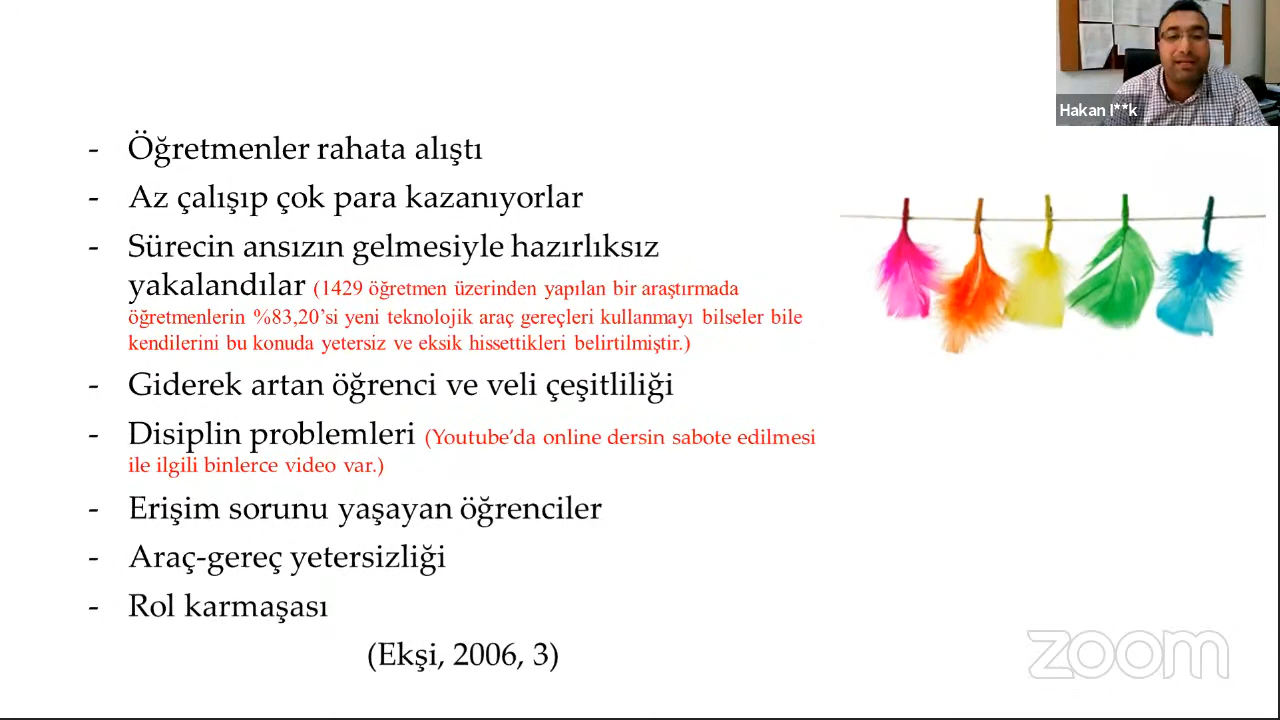 Hakan I**k
- Öğretmenler rahata alıştı
- Az çalışıp çok para kazanıyorlar
- Sürecin ansızın gelmesiyle hazırlıksız
yakalandılar (1429 öğretmen üzerinden yapılan bir araştırmada
öğretmenlerin %83,20’si yeni teknolojik araç gereçleri kullanmayı bilseler bile
kendilerini bu konuda yetersiz ve eksik hissettikleri belirtilmiştir.)
- Giderek artan öğrenci ve veli çeşitliliği
- Disiplin problemleri (Youtube’da online dersin sabote edilmesi
ile ilgili binlerce video var.)
- Erişim sorunu yaşayan öğrenciler
- Araç-gereç yetersizliği
- Rol karmaşası
(Ekşi, 2006, 3)
zoom